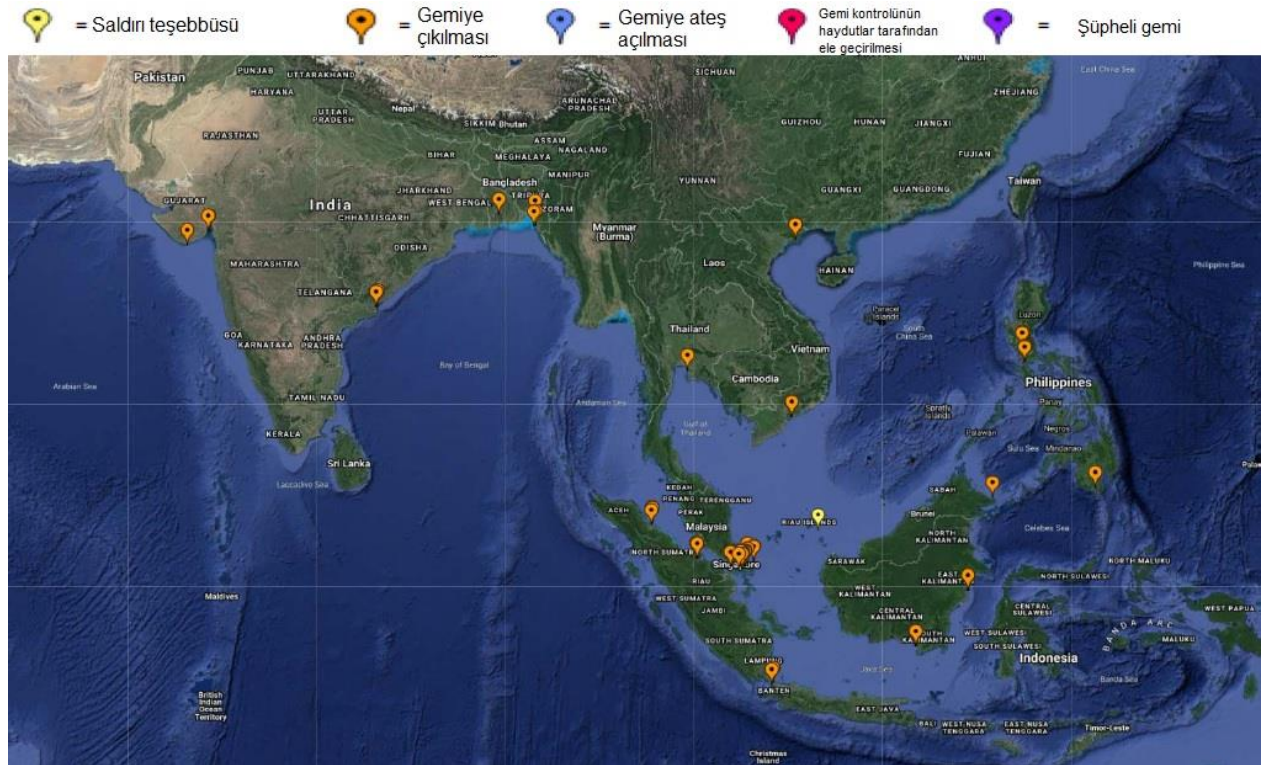 = Saldırı teşebbüsü
= Gemiye
çıkılması
= Gemiye ateş
açılması
Gemi kontrolünün
haydutlar tarafından
ele geçirilmesi
= Şüpheli gemi
ANHUI
East China Sea
Pakistan
PUNJAB
UTTARAKHAND
SICHUAN
HARYANA
ZHEJIANG
UTTAR
PRADESH
Nepal
ARUNACHAL
PRADESH
GUIZHOU
HUNAN
JIANGXI
RAJASTHAN
SIKKIM
Bhutan
ASSAM
NAGALAND
BIHAR
MEGHALAYA
FUJIAN
MANIPUR
YUNNAN
Taiwan
Bangladesh
GUANGXI
GUANGDONG
JHARKHAND
WEST BENGAL
TRIPURA
GUJARAT
India
CHHATTISGARH
ZORAM
Myanmar
(Burma)
ODISHA
Laos
MAHARASHTRA
HAINAN
Philippine Sea
TELANGANA
Paracel
Islands
Luzon
Thailand
South
China Sea
GOA
KARNATAKA
ANDHRA
PRADESH
Vietnam
Bay of Bengal
Cambodia
Philippines
Arabian Sea
TAMIL NADU
Andaman Sea
Spratly
Islands
Panay
Gulf of
Thailand
Palawan
Negros
KERALA
Sulu Sea
Mindanao
Sri Lanka
Laccadive Sea
KEDAH
SABAH
PENANG
TERENGGANU
ACEH
PERAK
Brunei
RIAU ISLANDS
Malaysia
Celebes Sea
NORTH
KALIMANTAN
NORTH SUMATRA
SARAWAK
NORTH MALUKU
Singapore
EAST
KALIMANTAN
NORTH SULAWESI
RIAU
Maldives
WEST
KALIMANTAN
WEST SUMATRA
JAMBI
CENTRAL
KALIMANTAN
CENTRAL
SULAWESI
WEST PAPUA
BANDA ARC
SOUTH
KALIMANTAN
WEST SULAWESI
MALUKU
SOUTH SUMATRA
SOUTH SULAWESI
Indonesia
LAMPUNG
Java Sea
Banda Sea
BANTEN
British
Indian
Ocean
Territory
EAST JAVA
BALI
WEST NUSA
TENGGARA
EAST NUSA
TENGGARA
Timor-Leste
Christmas
Island